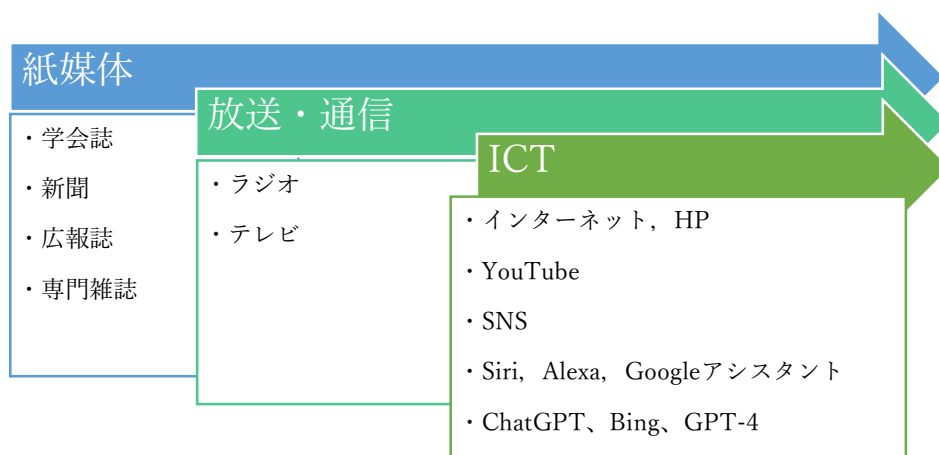 紙媒体
・学会誌
・新聞
・広報誌
・専門雑誌
放送・通信
・ラジオ
・テレビ
ICT
・インターネット，HP
・YouTube
・SNS
・Siri，Alexa，Googleアシスタント
・ChatGPT、Bing、GPT-4